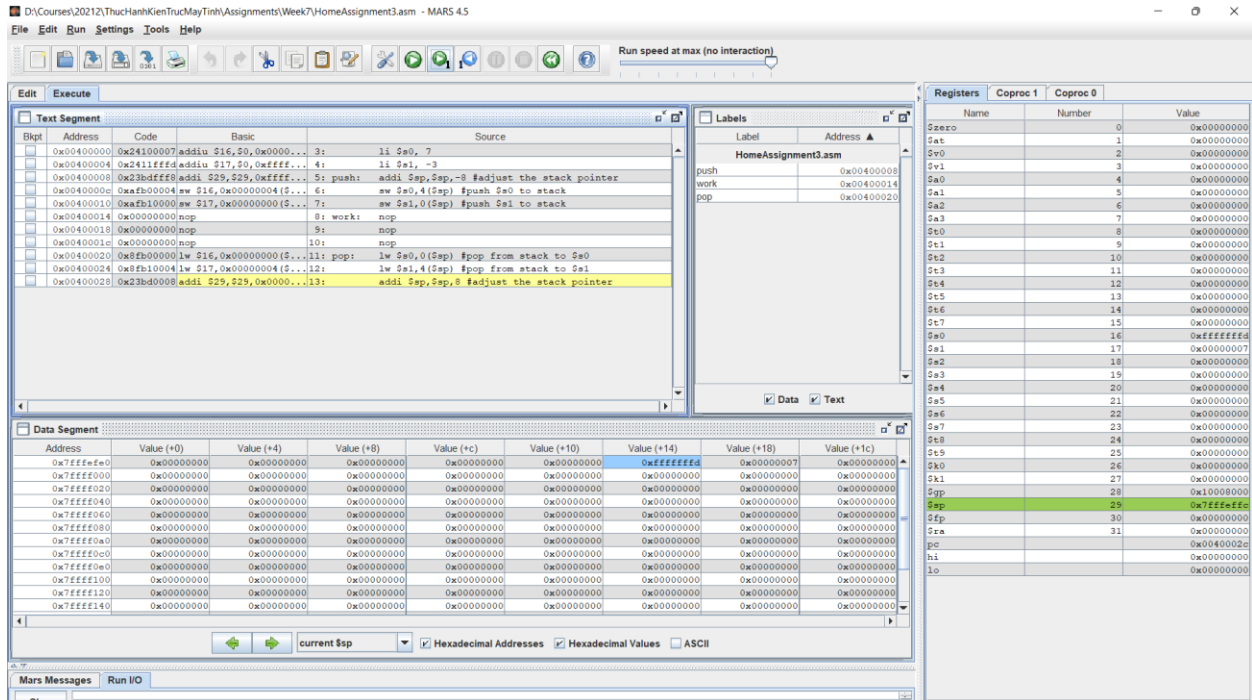 D:\Courses\20212\ThucHanhKienTrucMayTinh\Assignments\Week7\HomeAssignment3.asm - MARS 4.5
File Edit Run Settings Tools Help
Run speed at max (no interaction)
Edit Execute
Text Segment
Bkpt Address Code Basic Source
0x00400000 0x24100007 addiu $16,$0,0x0000... 3: li $s0, 7
0x00400004 0x2411fffd addiu $17,$0,0xffff... 4: li $s1, -3
0x00400008 0x23bdfff8 addi $29,$29,0xffff... 5: push: addi $sp,$sp,-8 #adjust the stack pointer
0x0040000c 0xafb00004 sw $16,0x00000004($... 6: sw $s0,4($sp) #push $s0 to stack
0x00400010 0xafb10000 sw $17,0x00000000($... 7: sw $s1,0($sp) #push $s1 to stack
0x00400014 0x00000000 nop 8: work: nop
0x00400018 0x00000000 nop 9: nop
0x0040001c 0x00000000 nop 10: nop
0x00400020 0x8fb00000 lw $16,0x00000000($... 11: pop: lw $s0,0($sp) #pop from stack to $s0
0x00400024 0x8fb10004 lw $17,0x00000004($... 12: lw $s1,4($sp) #pop from stack to $s1
0x00400028 0x23bd0008 addi $29,$29,0x0000... 13: addi $sp,$sp,8 #adjust the stack pointer
Labels
Label Address ▲
HomeAssignment3.asm
push 0x00400008
work 0x00400014
pop 0x00400020
Data Text
Data Segment
Address Value (+0) Value (+4) Value (+8) Value (+c) Value (+10) Value (+14) Value (+18) Value (+1c)
0x7fffefe0 0x00000000 0x00000000 0x00000000 0x00000000 0x00000000 0xfffffffd 0x00000007 0x00000000
0x7ffff000 0x00000000 0x00000000 0x00000000 0x00000000 0x00000000 0x00000000 0x00000000 0x00000000
0x7ffff020 0x00000000 0x00000000 0x00000000 0x00000000 0x00000000 0x00000000 0x00000000 0x00000000
0x7ffff040 0x00000000 0x00000000 0x00000000 0x00000000 0x00000000 0x00000000 0x00000000 0x00000000
0x7ffff060 0x00000000 0x00000000 0x00000000 0x00000000 0x00000000 0x00000000 0x00000000 0x00000000
0x7ffff080 0x00000000 0x00000000 0x00000000 0x00000000 0x00000000 0x00000000 0x00000000 0x00000000
0x7ffff0a0 0x00000000 0x00000000 0x00000000 0x00000000 0x00000000 0x00000000 0x00000000 0x00000000
0x7ffff0c0 0x00000000 0x00000000 0x00000000 0x00000000 0x00000000 0x00000000 0x00000000 0x00000000
0x7ffff0e0 0x00000000 0x00000000 0x00000000 0x00000000 0x00000000 0x00000000 0x00000000 0x00000000
0x7ffff100 0x00000000 0x00000000 0x00000000 0x00000000 0x00000000 0x00000000 0x00000000 0x00000000
0x7ffff120 0x00000000 0x00000000 0x00000000 0x00000000 0x00000000 0x00000000 0x00000000 0x00000000
0x7ffff140 0x00000000 0x00000000 0x00000000 0x00000000 0x00000000 0x00000000 0x00000000 0x00000000
current $sp Hexadecimal Addresses Hexadecimal Values ASCII
Mars Messages Run I/O
Registers Coproc 1 Coproc 0
Name Number Value
$zero 0 0x00000000
$at 1 0x00000000
$v0 2 0x00000000
$v1 3 0x00000000
$a0 4 0x00000000
$a1 5 0x00000000
$a2 6 0x00000000
$a3 7 0x00000000
$t0 8 0x00000000
$t1 9 0x00000000
$t2 10 0x00000000
$t3 11 0x00000000
$t4 12 0x00000000
$t5 13 0x00000000
$t6 14 0x00000000
$t7 15 0x00000000
$s0 16 0xfffffffd
$s1 17 0x00000007
$s2 18 0x00000000
$s3 19 0x00000000
$s4 20 0x00000000
$s5 21 0x00000000
$s6 22 0x00000000
$s7 23 0x00000000
$t8 24 0x00000000
$t9 25 0x00000000
$k0 26 0x00000000
$k1 27 0x00000000
$gp 28 0x10008000
$sp 29 0x7fffeffc
$fp 30 0x00000000
$ra 31 0x00000000
pc 0x0040002c
hi 0x00000000
lo 0x00000000